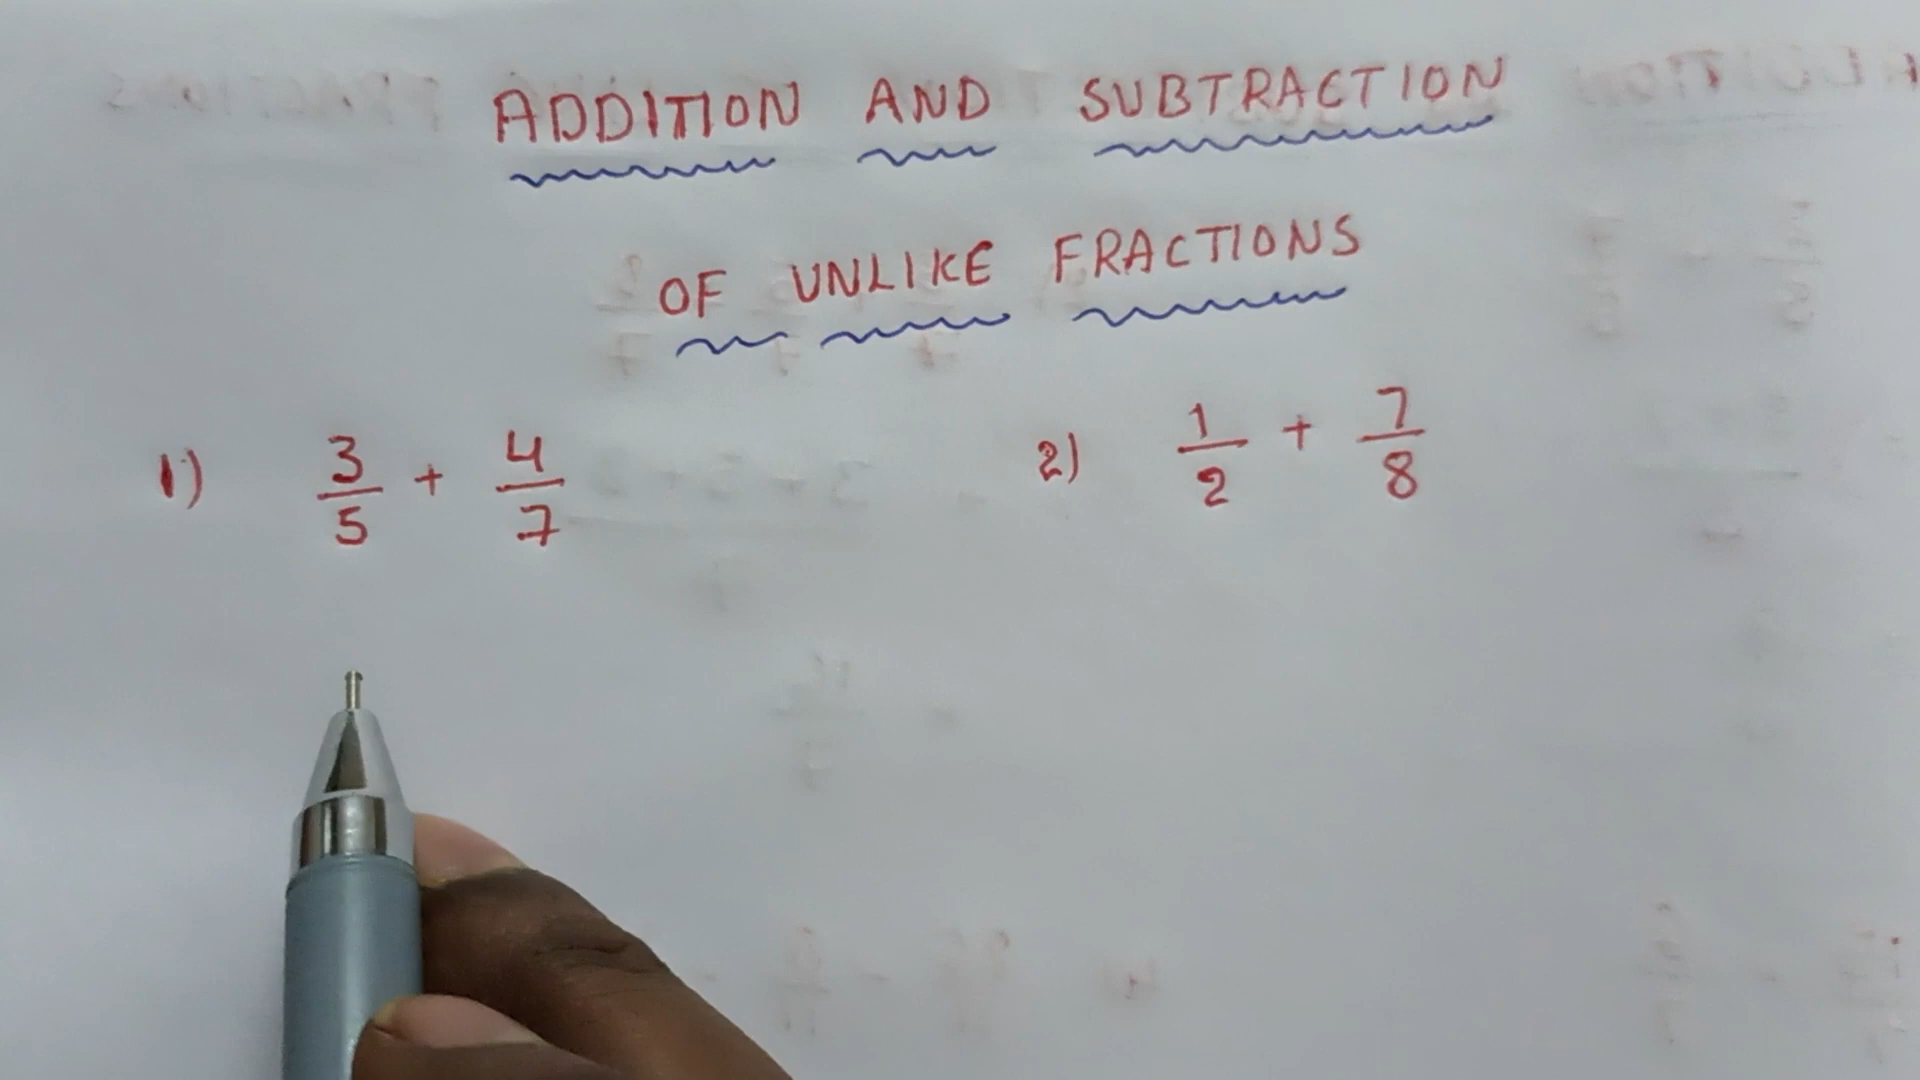 ADDITION AND SUBTRACTION
OF UNLIKE FRACTIONS
1) 3/5 + 4/7
2) 1/2 + 7/8